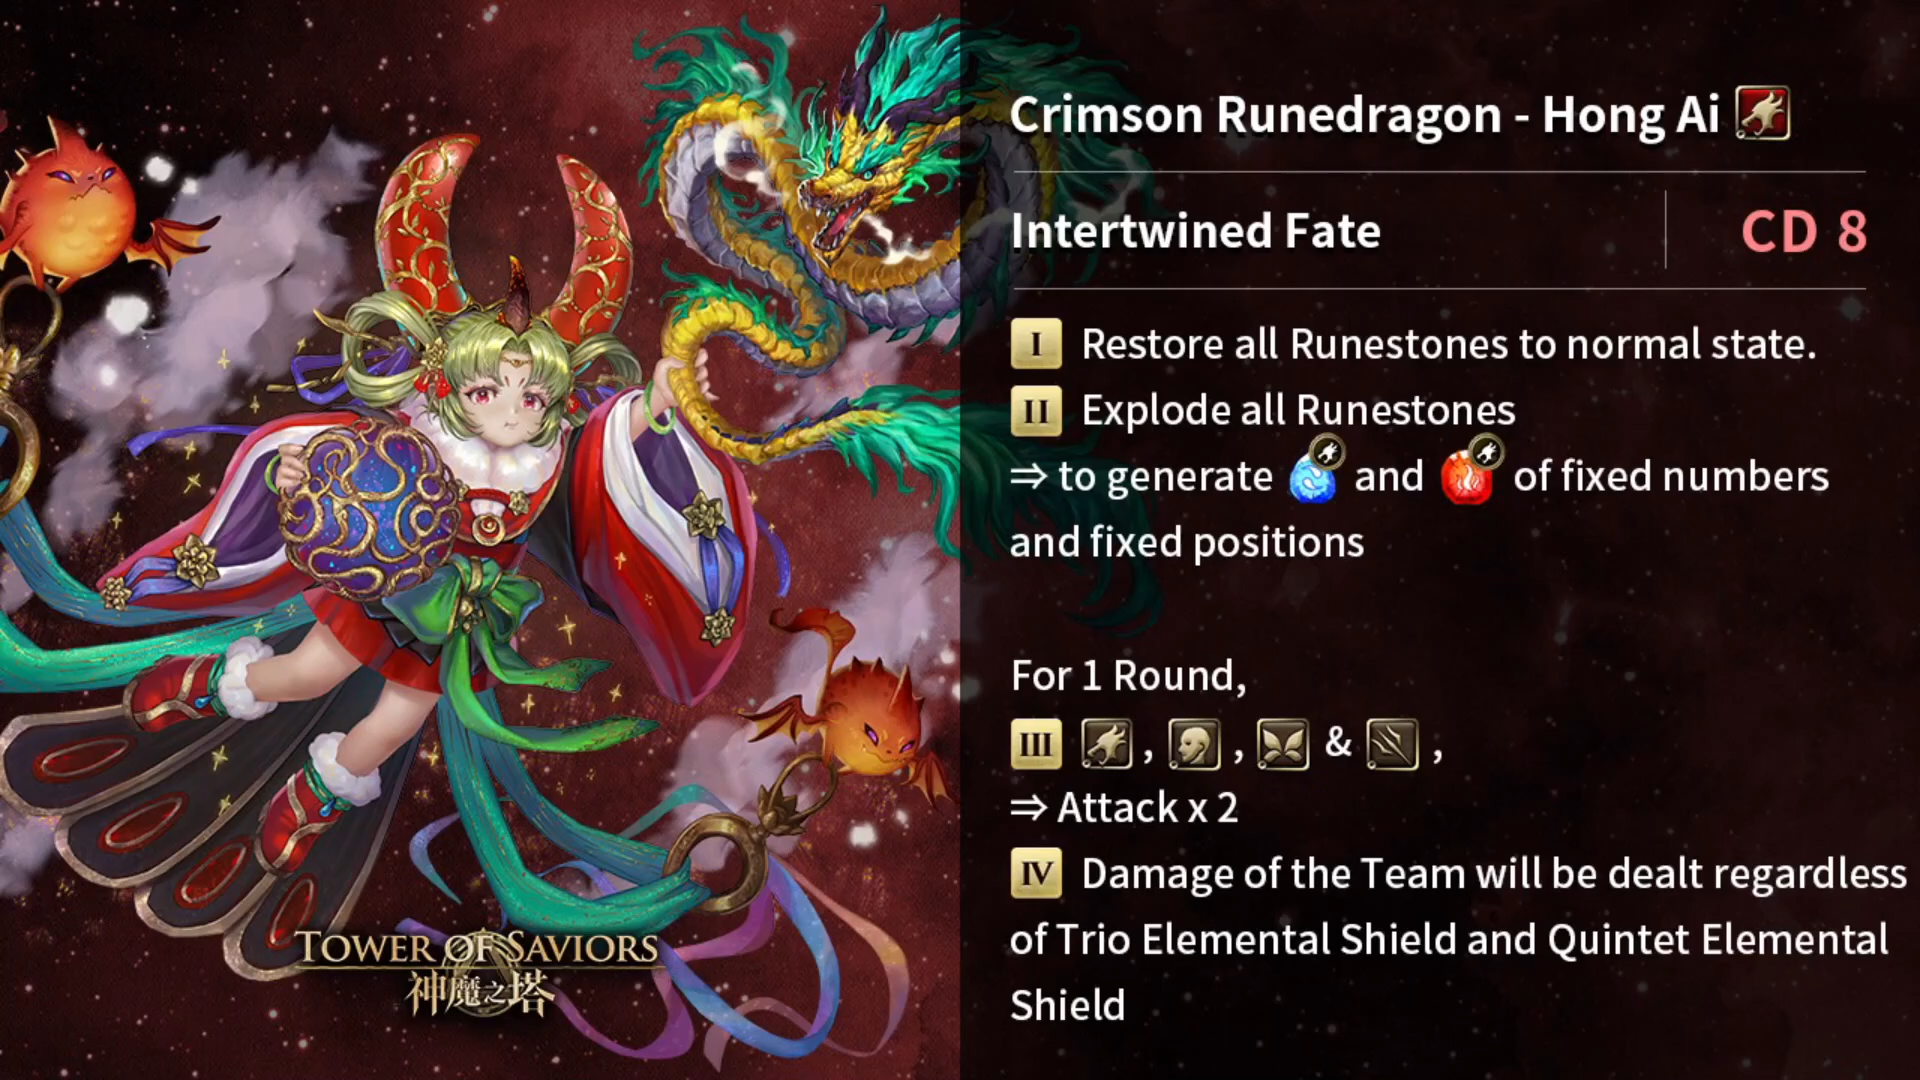 Crimson Runedragon - Hong Ai
Intertwined Fate
CD 8
I Restore all Runestones to normal state.
II Explode all Runestones
⇒ to generate and of fixed numbers
and fixed positions
For 1 Round,
III , , & ,
⇒ Attack x 2
IV Damage of the Team will be dealt regardless
of Trio Elemental Shield and Quintet Elemental
Shield
TOWER OF SAVIORS
神魔之塔